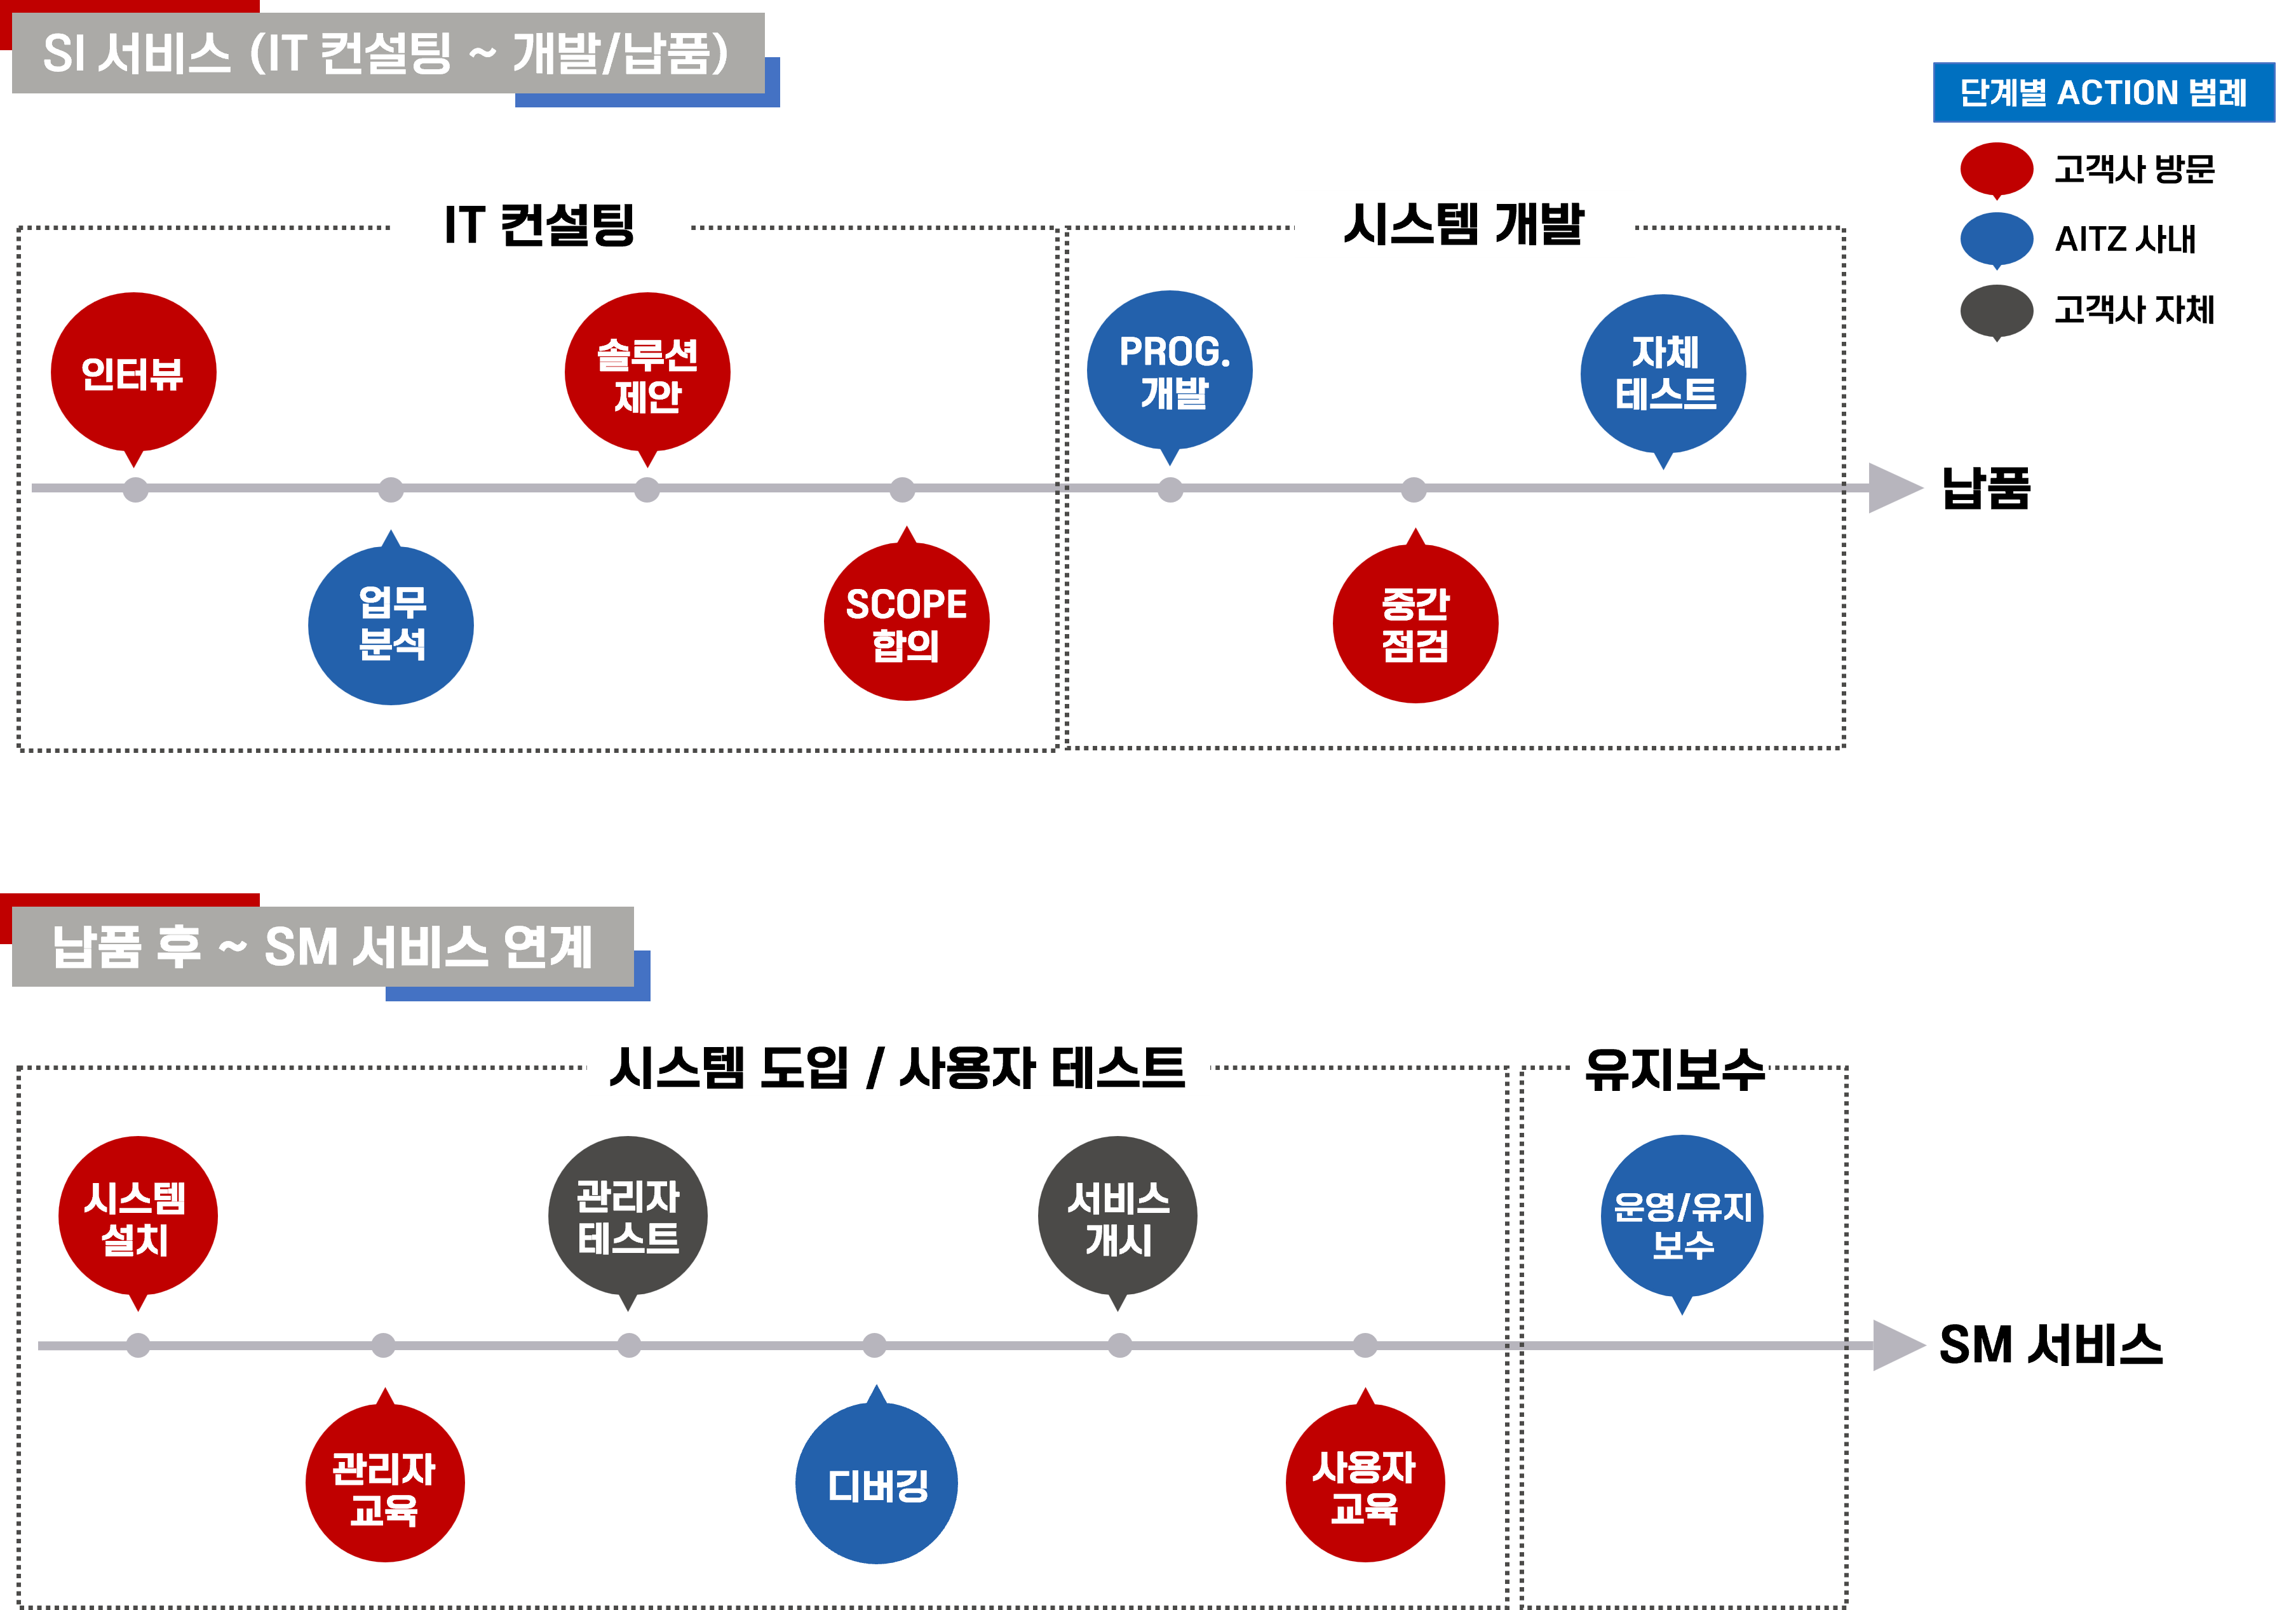 SI 서비스 (IT 컨설팅 ~ 개발/납품)
단계별 ACTION 범례
고객사 방문
AITZ 사내
고객사 자체
IT 컨설팅
시스템 개발
인터뷰
솔루션
제안
PROG.
개발
자체
테스트
납품
업무
분석
SCOPE
합의
중간
점검
납품 후 ~ SM 서비스 연계
시스템 도입 / 사용자 테스트
유지보수
시스템
설치
관리자
테스트
서비스
개시
운영/유지
보수
SM 서비스
관리자
교육
디버깅
사용자
교육